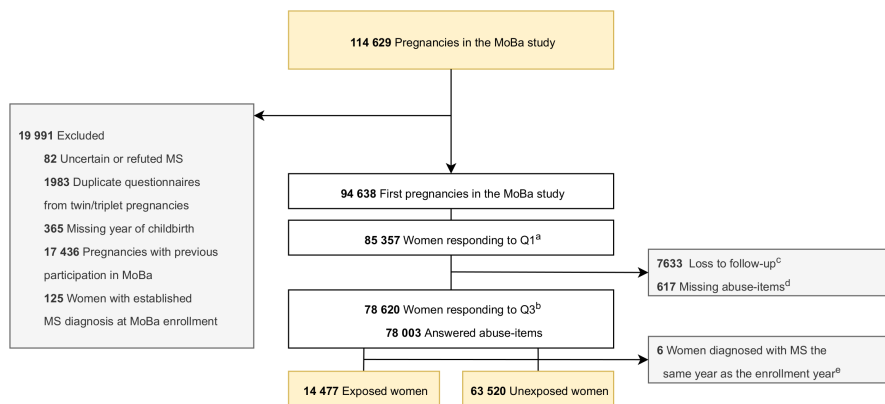 114 629 Pregnancies in the MoBa study
19 991 Excluded
82 Uncertain or refuted MS
1983 Duplicate questionnaires
from twin/triplet pregnancies
365 Missing year of childbirth
17 436 Pregnancies with previous
participation in MoBa
125 Women with established
MS diagnosis at MoBa enrollment
94 638 First pregnancies in the MoBa study
85 357 Women responding to Q1a
7633 Loss to follow-upc
617 Missing abuse-itemsd
78 620 Women responding to Q3b
78 003 Answered abuse-items
6 Women diagnosed with MS the
same year as the enrollment yeare
14 477 Exposed women
63 520 Unexposed women